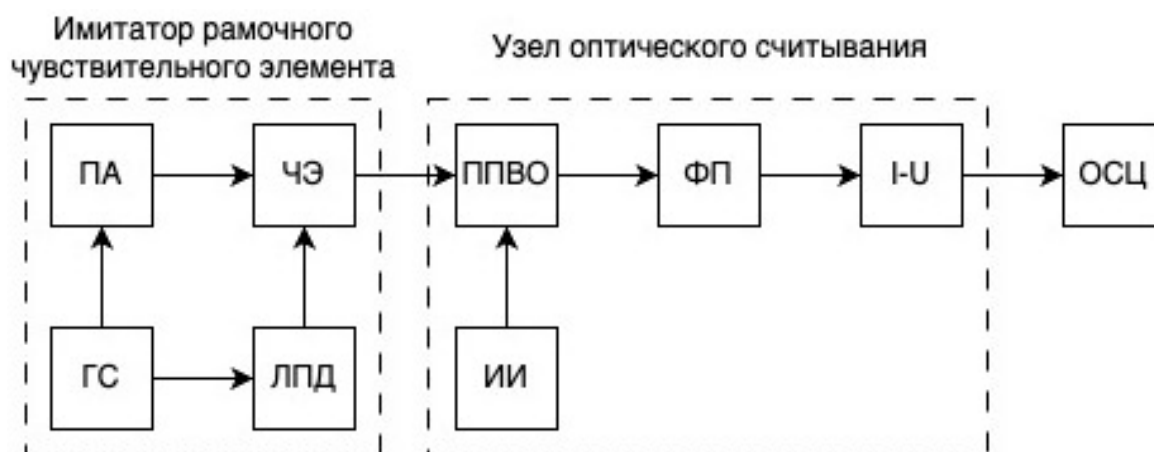 Имитатор рамочного
чувствительного элемента
Узел оптического считывания
ПА
ЧЭ
ППВО
ФП
I-U
ОСЦ
ГС
ЛПД
ИИ